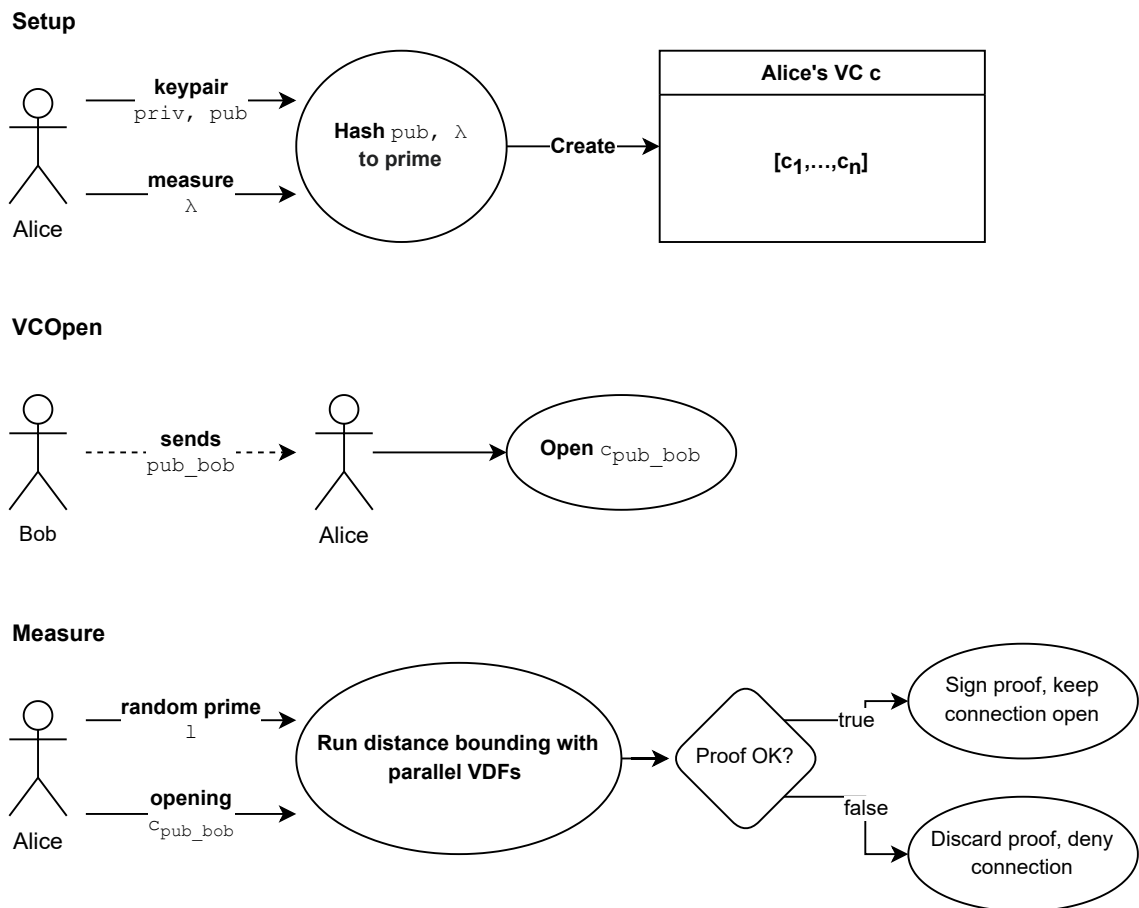 Setup
keypair
priv, pub
measure
λ
Alice
Hash pub, λ
to prime
Create
Alice's VC c
[c1,...,cn]
VCOpen
sends
pub_bob
Bob
Alice
Open cpub_bob
Measure
random prime
l
opening
cpub_bob
Alice
Run distance bounding with
parallel VDFs
Proof OK?
true
false
Sign proof, keep
connection open
Discard proof, deny
connection